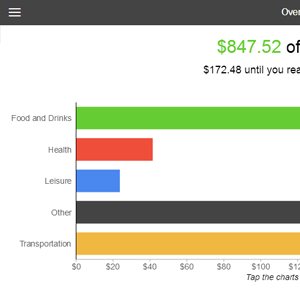 Over
$847.52 of
$172.48 until you rea
Food and Drinks
Health
Leisure
Other
Transportation
$0 $20 $40 $60 $80 $100 $12
Tap the charts